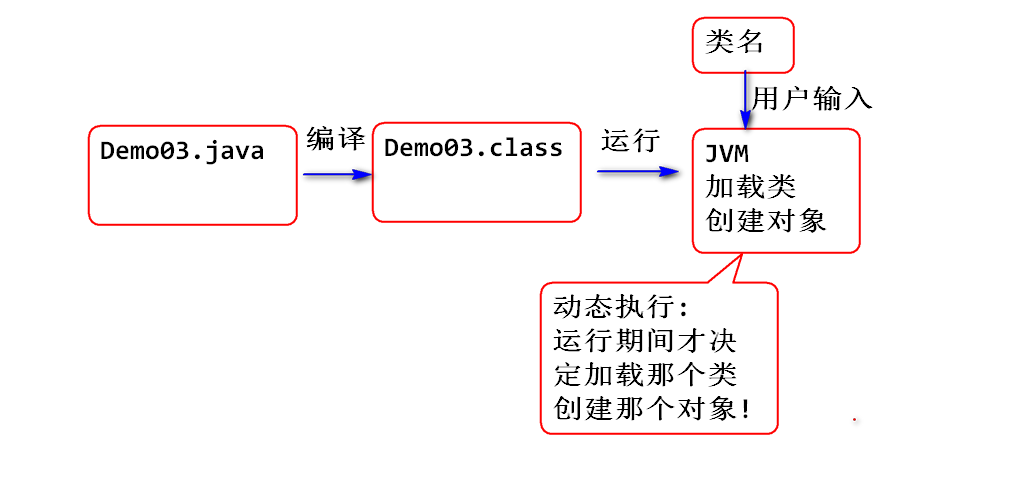 类名
用户输入
Demo03.java
编译
Demo03.class
运行
JVM
加载类
创建对象
动态执行:
运行期间才决
定加载那个类
创建那个对象!